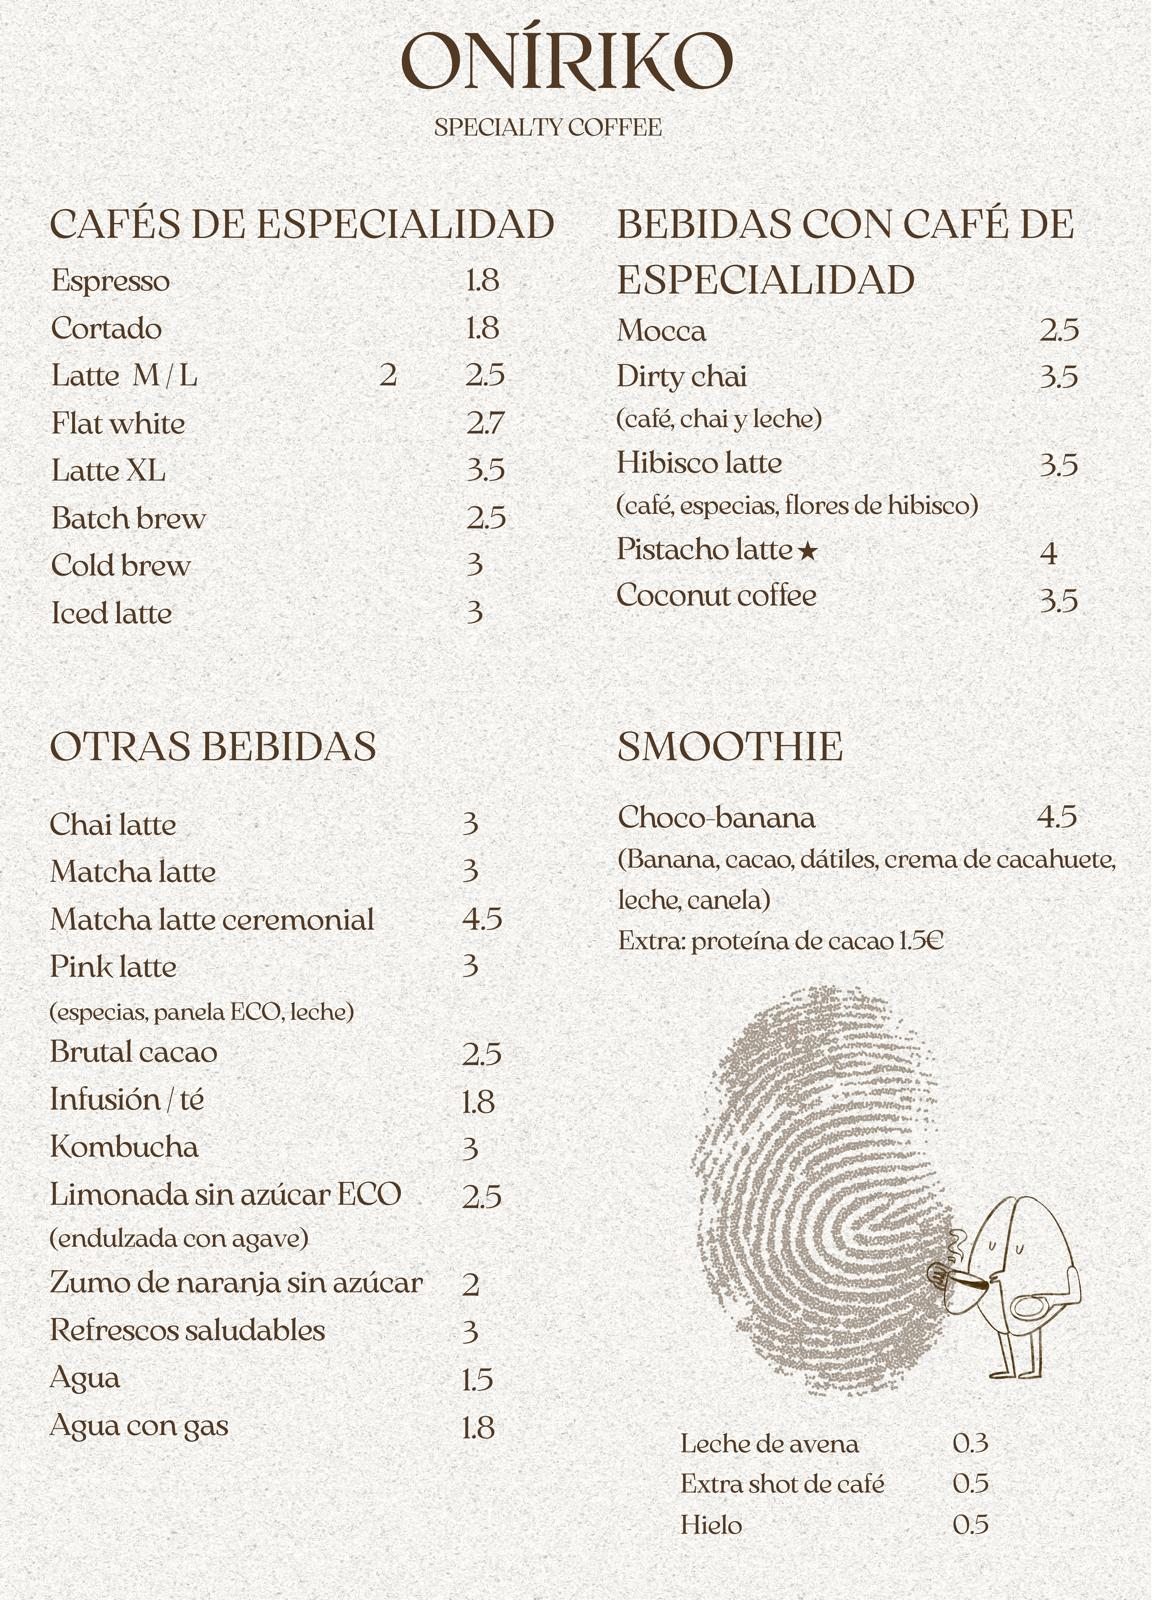 ONÍRIKO
SPECIALTY COFFEE
CAFÉS DE ESPECIALIDAD
Espresso 1.8
Cortado 1.8
Latte M / L 2 2.5
Flat white 2.7
Latte XL 3.5
Batch brew 2.5
Cold brew 3
Iced latte 3
BEBIDAS CON CAFÉ DE
ESPECIALIDAD
Mocca 2.5
Dirty chai 3.5
(café, chai y leche)
Hibisco latte 3.5
(café, especias, flores de hibisco)
Pistacho latte ★ 4
Coconut coffee 3.5
OTRAS BEBIDAS
Chai latte 3
Matcha latte 3
Matcha latte ceremonial 4.5
Pink latte 3
(especias, panela ECO, leche)
Brutal cacao 2.5
Infusión / té 1.8
Kombucha 3
Limonada sin azúcar ECO 2.5
(endulzada con agave)
Zumo de naranja sin azúcar 2
Refrescos saludables 3
Agua 1.5
Agua con gas 1.8
SMOOTHIE
Choco-banana 4.5
(Banana, cacao, dátiles, crema de cacahuete,
leche, canela)
Extra: proteína de cacao 1.5€
Leche de avena 0.3
Extra shot de café 0.5
Hielo 0.5